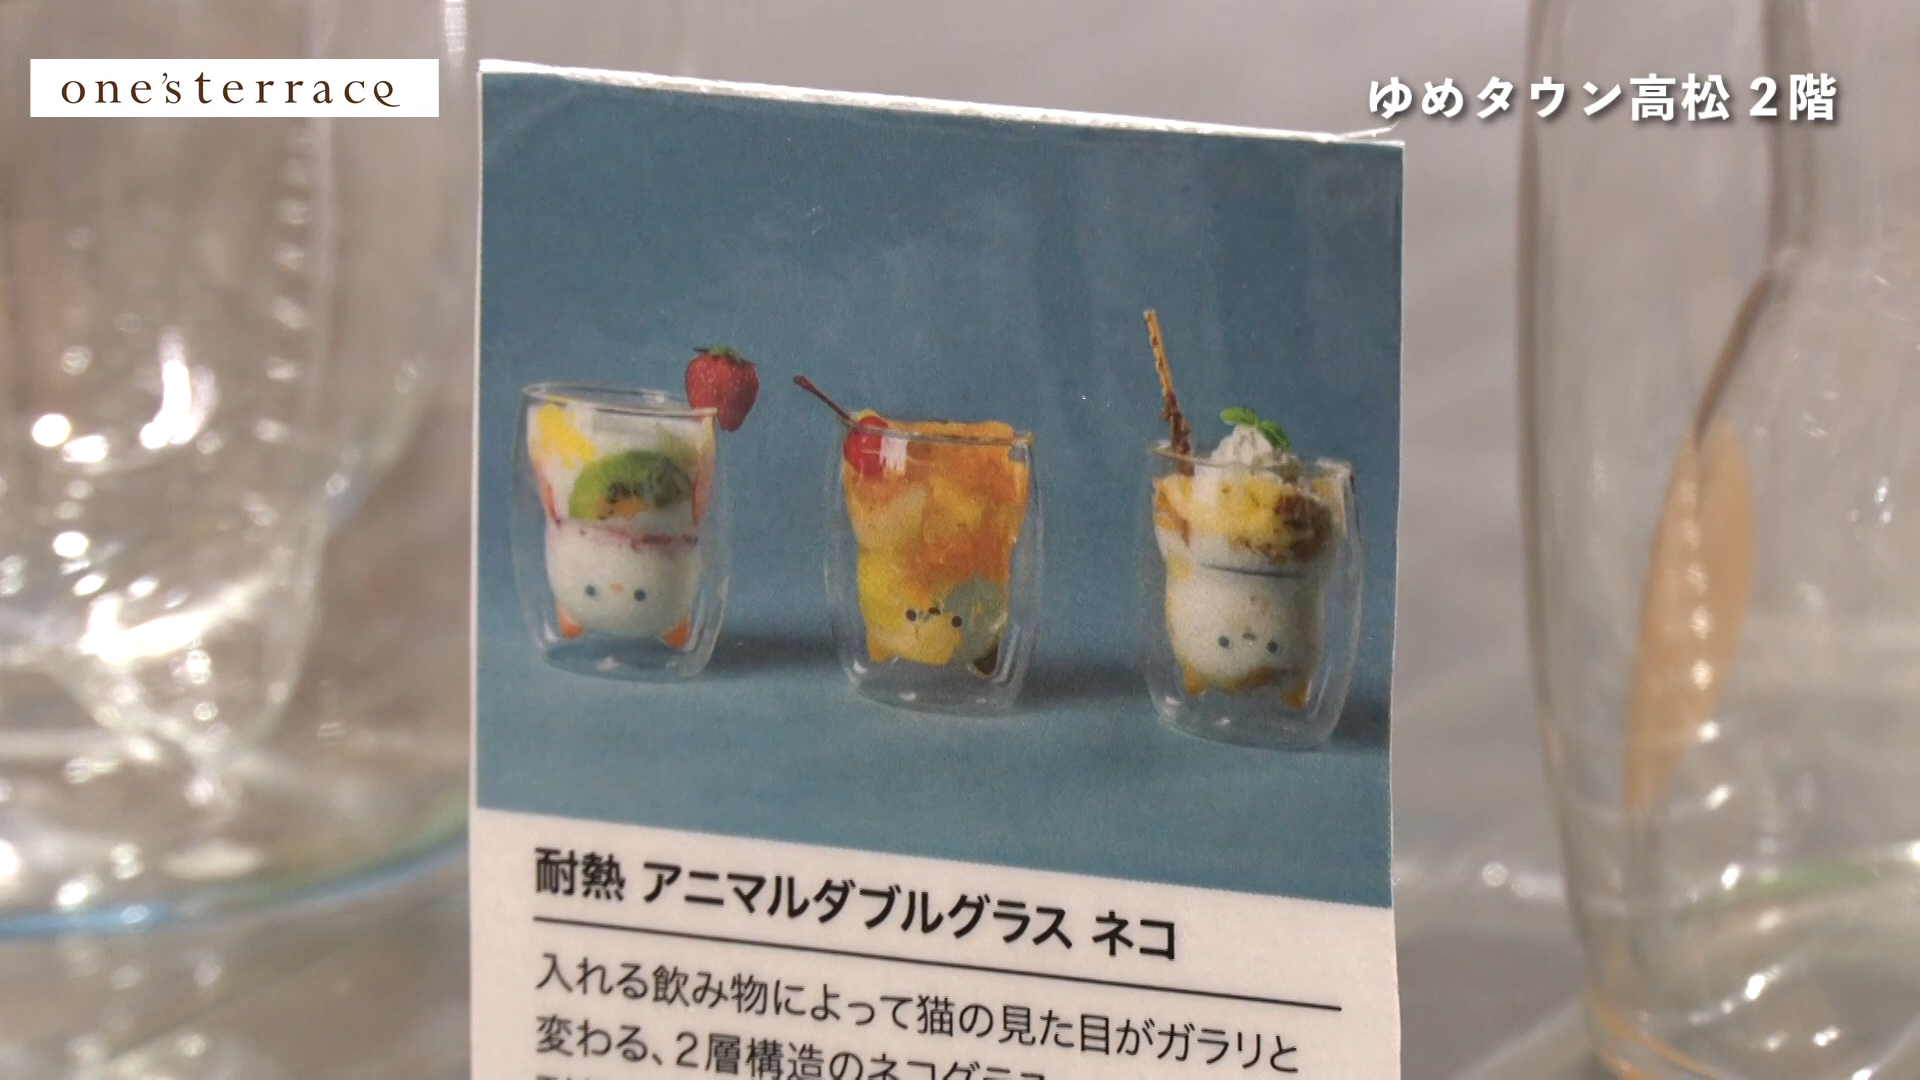 one'sterrace
ゆめタウン高松 2階
耐熱 アニマルダブルグラス ネコ
入れる飲み物によって猫の見た目がガラリと
変わる、2層構造のネコグラス